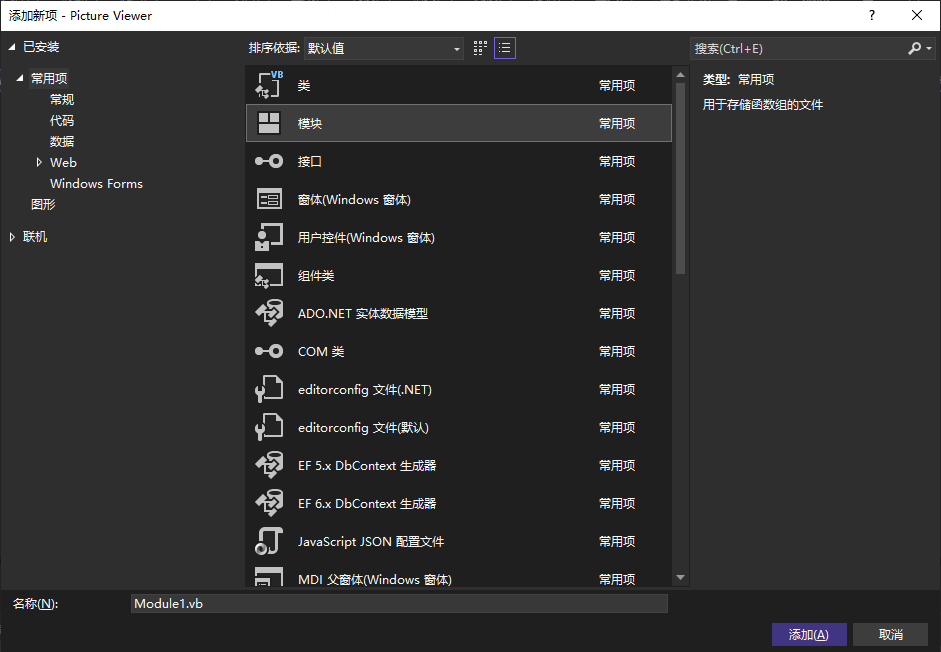 添加新项 - Picture Viewer
?
已安装
排序依据: 默认值
搜索(Ctrl+E)
常用项
常规
代码
数据
Web
Windows Forms
图形
联机
VB
类 常用项
模块 常用项
接口 常用项
窗体(Windows 窗体) 常用项
用户控件(Windows 窗体) 常用项
组件类 常用项
ADO.NET 实体数据模型 常用项
COM 类 常用项
editorconfig 文件(.NET) 常用项
editorconfig 文件(默认) 常用项
EF 5.x DbContext 生成器 常用项
EF 6.x DbContext 生成器 常用项
JavaScript JSON 配置文件 常用项
MDI 父窗体(Windows 窗体) 常用项
类型: 常用项
用于存储函数组的文件
名称(N): Module1.vb
添加(A) 取消